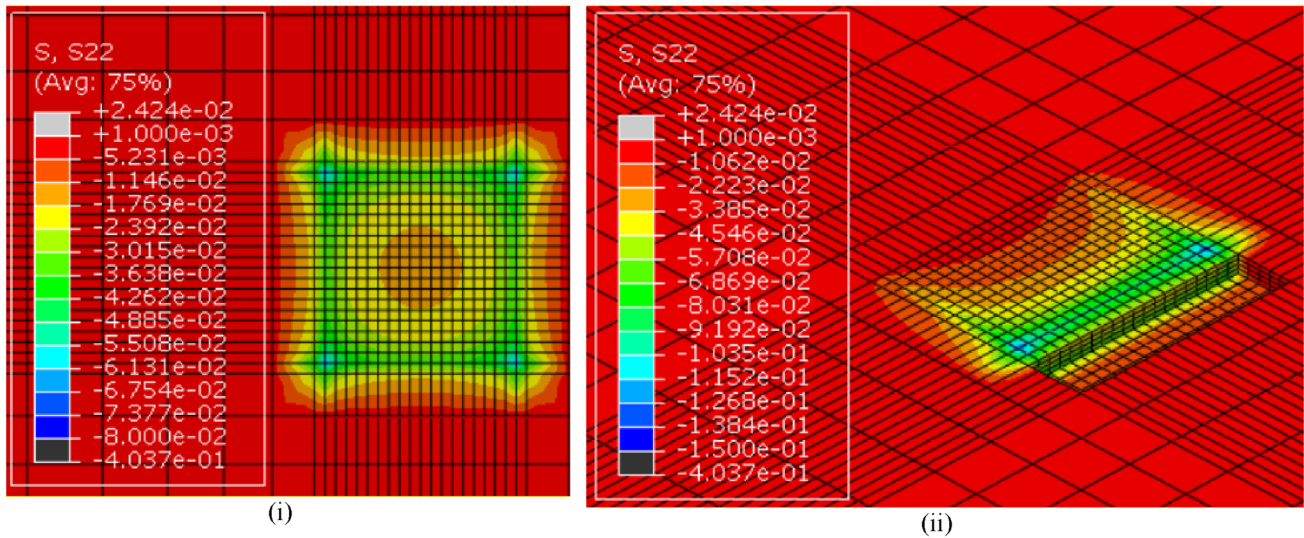 S, S22
(Avg: 75%)
+2.424e-02
+1.000e-03
-5.231e-03
-1.146e-02
-1.769e-02
-2.392e-02
-3.015e-02
-3.638e-02
-4.262e-02
-4.885e-02
-5.508e-02
-6.131e-02
-6.754e-02
-7.377e-02
-8.000e-02
-4.037e-01
(i)
S, S22
(Avg: 75%)
+2.424e-02
+1.000e-03
-1.062e-02
-2.223e-02
-3.385e-02
-4.546e-02
-5.708e-02
-6.869e-02
-8.031e-02
-9.192e-02
-1.035e-01
-1.152e-01
-1.268e-01
-1.384e-01
-1.500e-01
-4.037e-01
(ii)